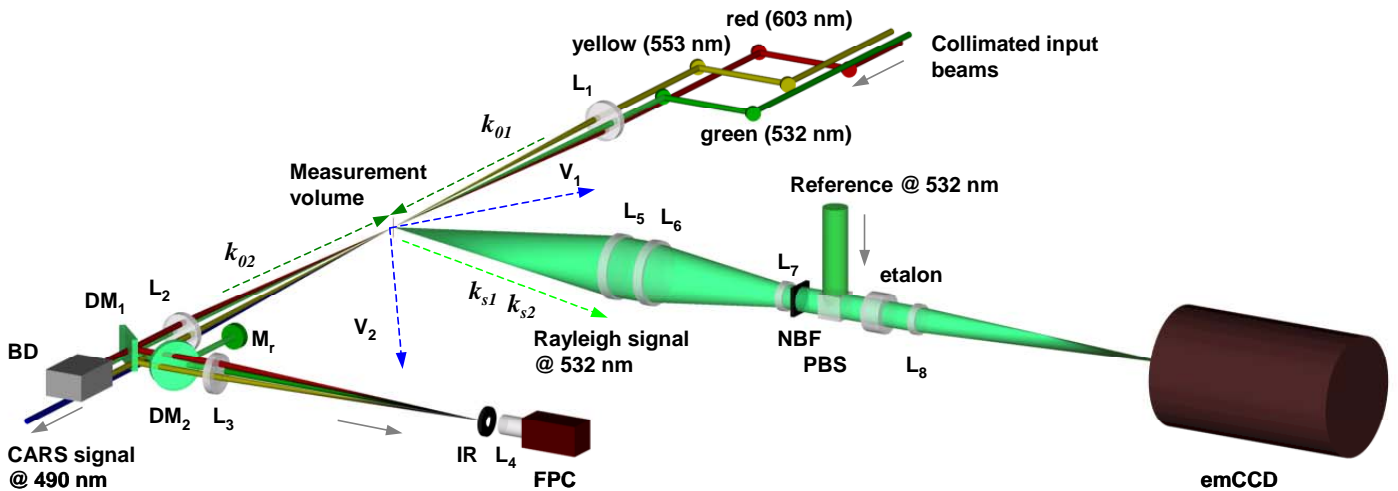 red (603 nm)
yellow (553 nm)
Collimated input
beams
L1
green (532 nm)
k01
Measurement
volume
V1
Reference @ 532 nm
L5 L6
L7
etalon
k02
ks1 ks2
Rayleigh signal
@ 532 nm
NBF
PBS
L8
DM1
L2
Mr
V2
BD
DM2
L3
IR
L4
FPC
CARS signal
@ 490 nm
emCCD